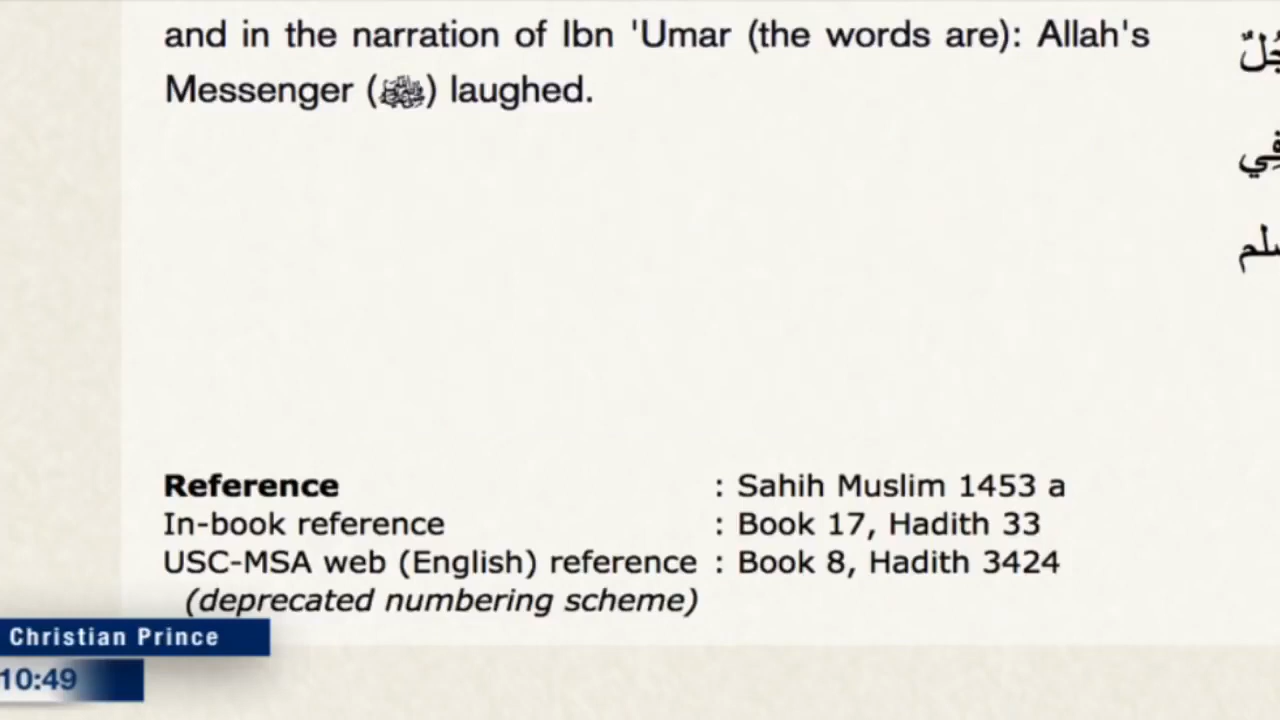 and in the narration of Ibn 'Umar (the words are): Allah's
Messenger (ﷺ) laughed.
في
Reference : Sahih Muslim 1453 a
In-book reference : Book 17, Hadith 33
USC-MSA web (English) reference : Book 8, Hadith 3424
(deprecated numbering scheme)
Christian Prince
10:49